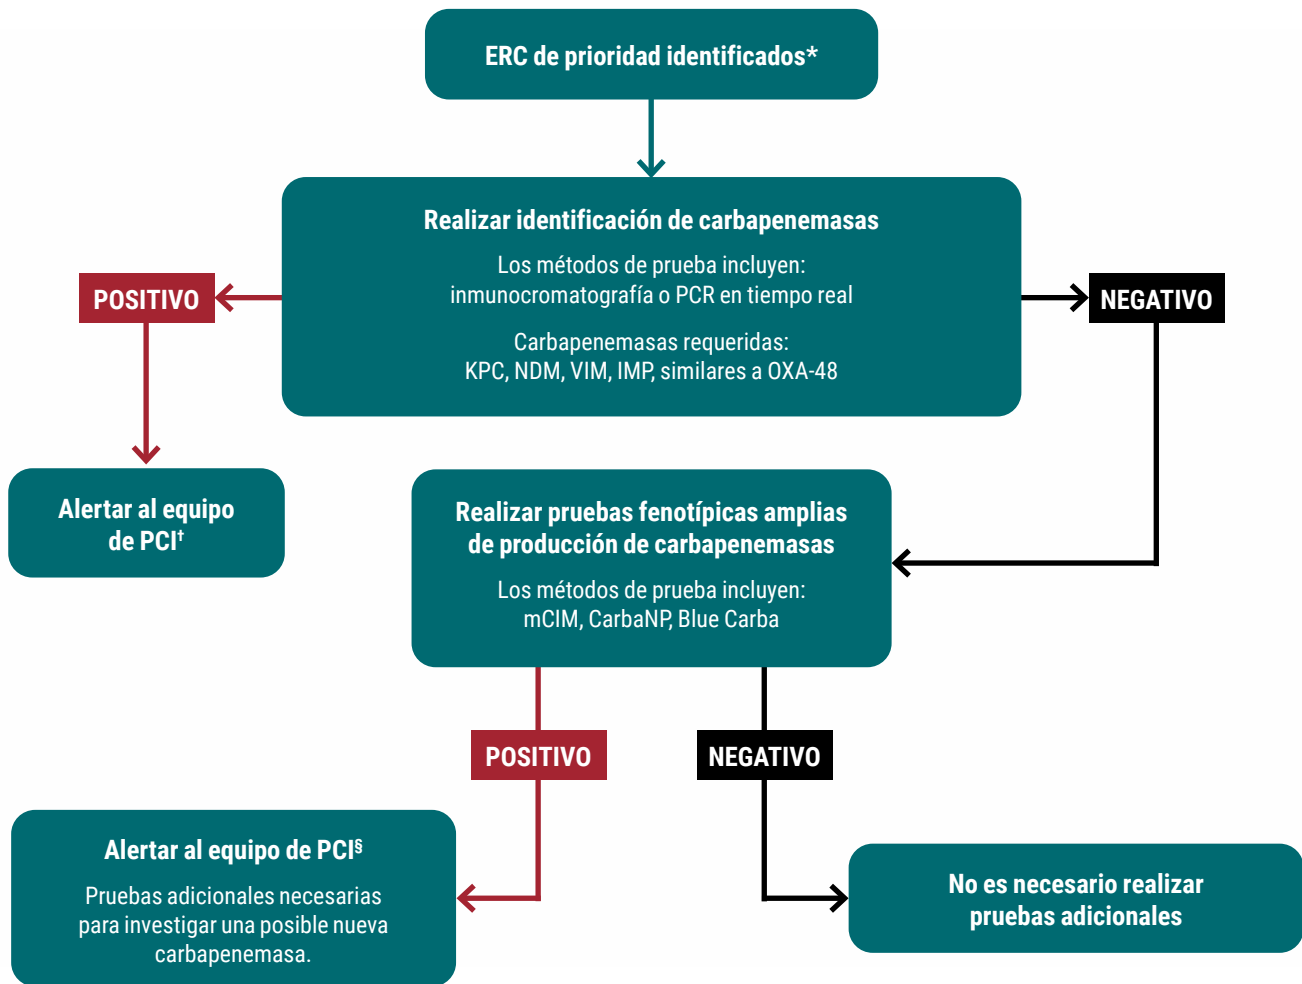 ERC de prioridad identificados*
Realizar identificación de carbapenemasas
Los métodos de prueba incluyen:
inmunocromatografía o PCR en tiempo real
Carbapenemasas requeridas:
KPC, NDM, VIM, IMP, similares a OXA-48
POSITIVO
NEGATIVO
Alertar al equipo
de PCI†
Realizar pruebas fenotípicas amplias
de producción de carbapenemasas
Los métodos de prueba incluyen:
mCIM, CarbaNP, Blue Carba
POSITIVO
NEGATIVO
Alertar al equipo de PCI§
Pruebas adicionales necesarias
para investigar una posible nueva
carbapenemasa.
No es necesario realizar
pruebas adicionales